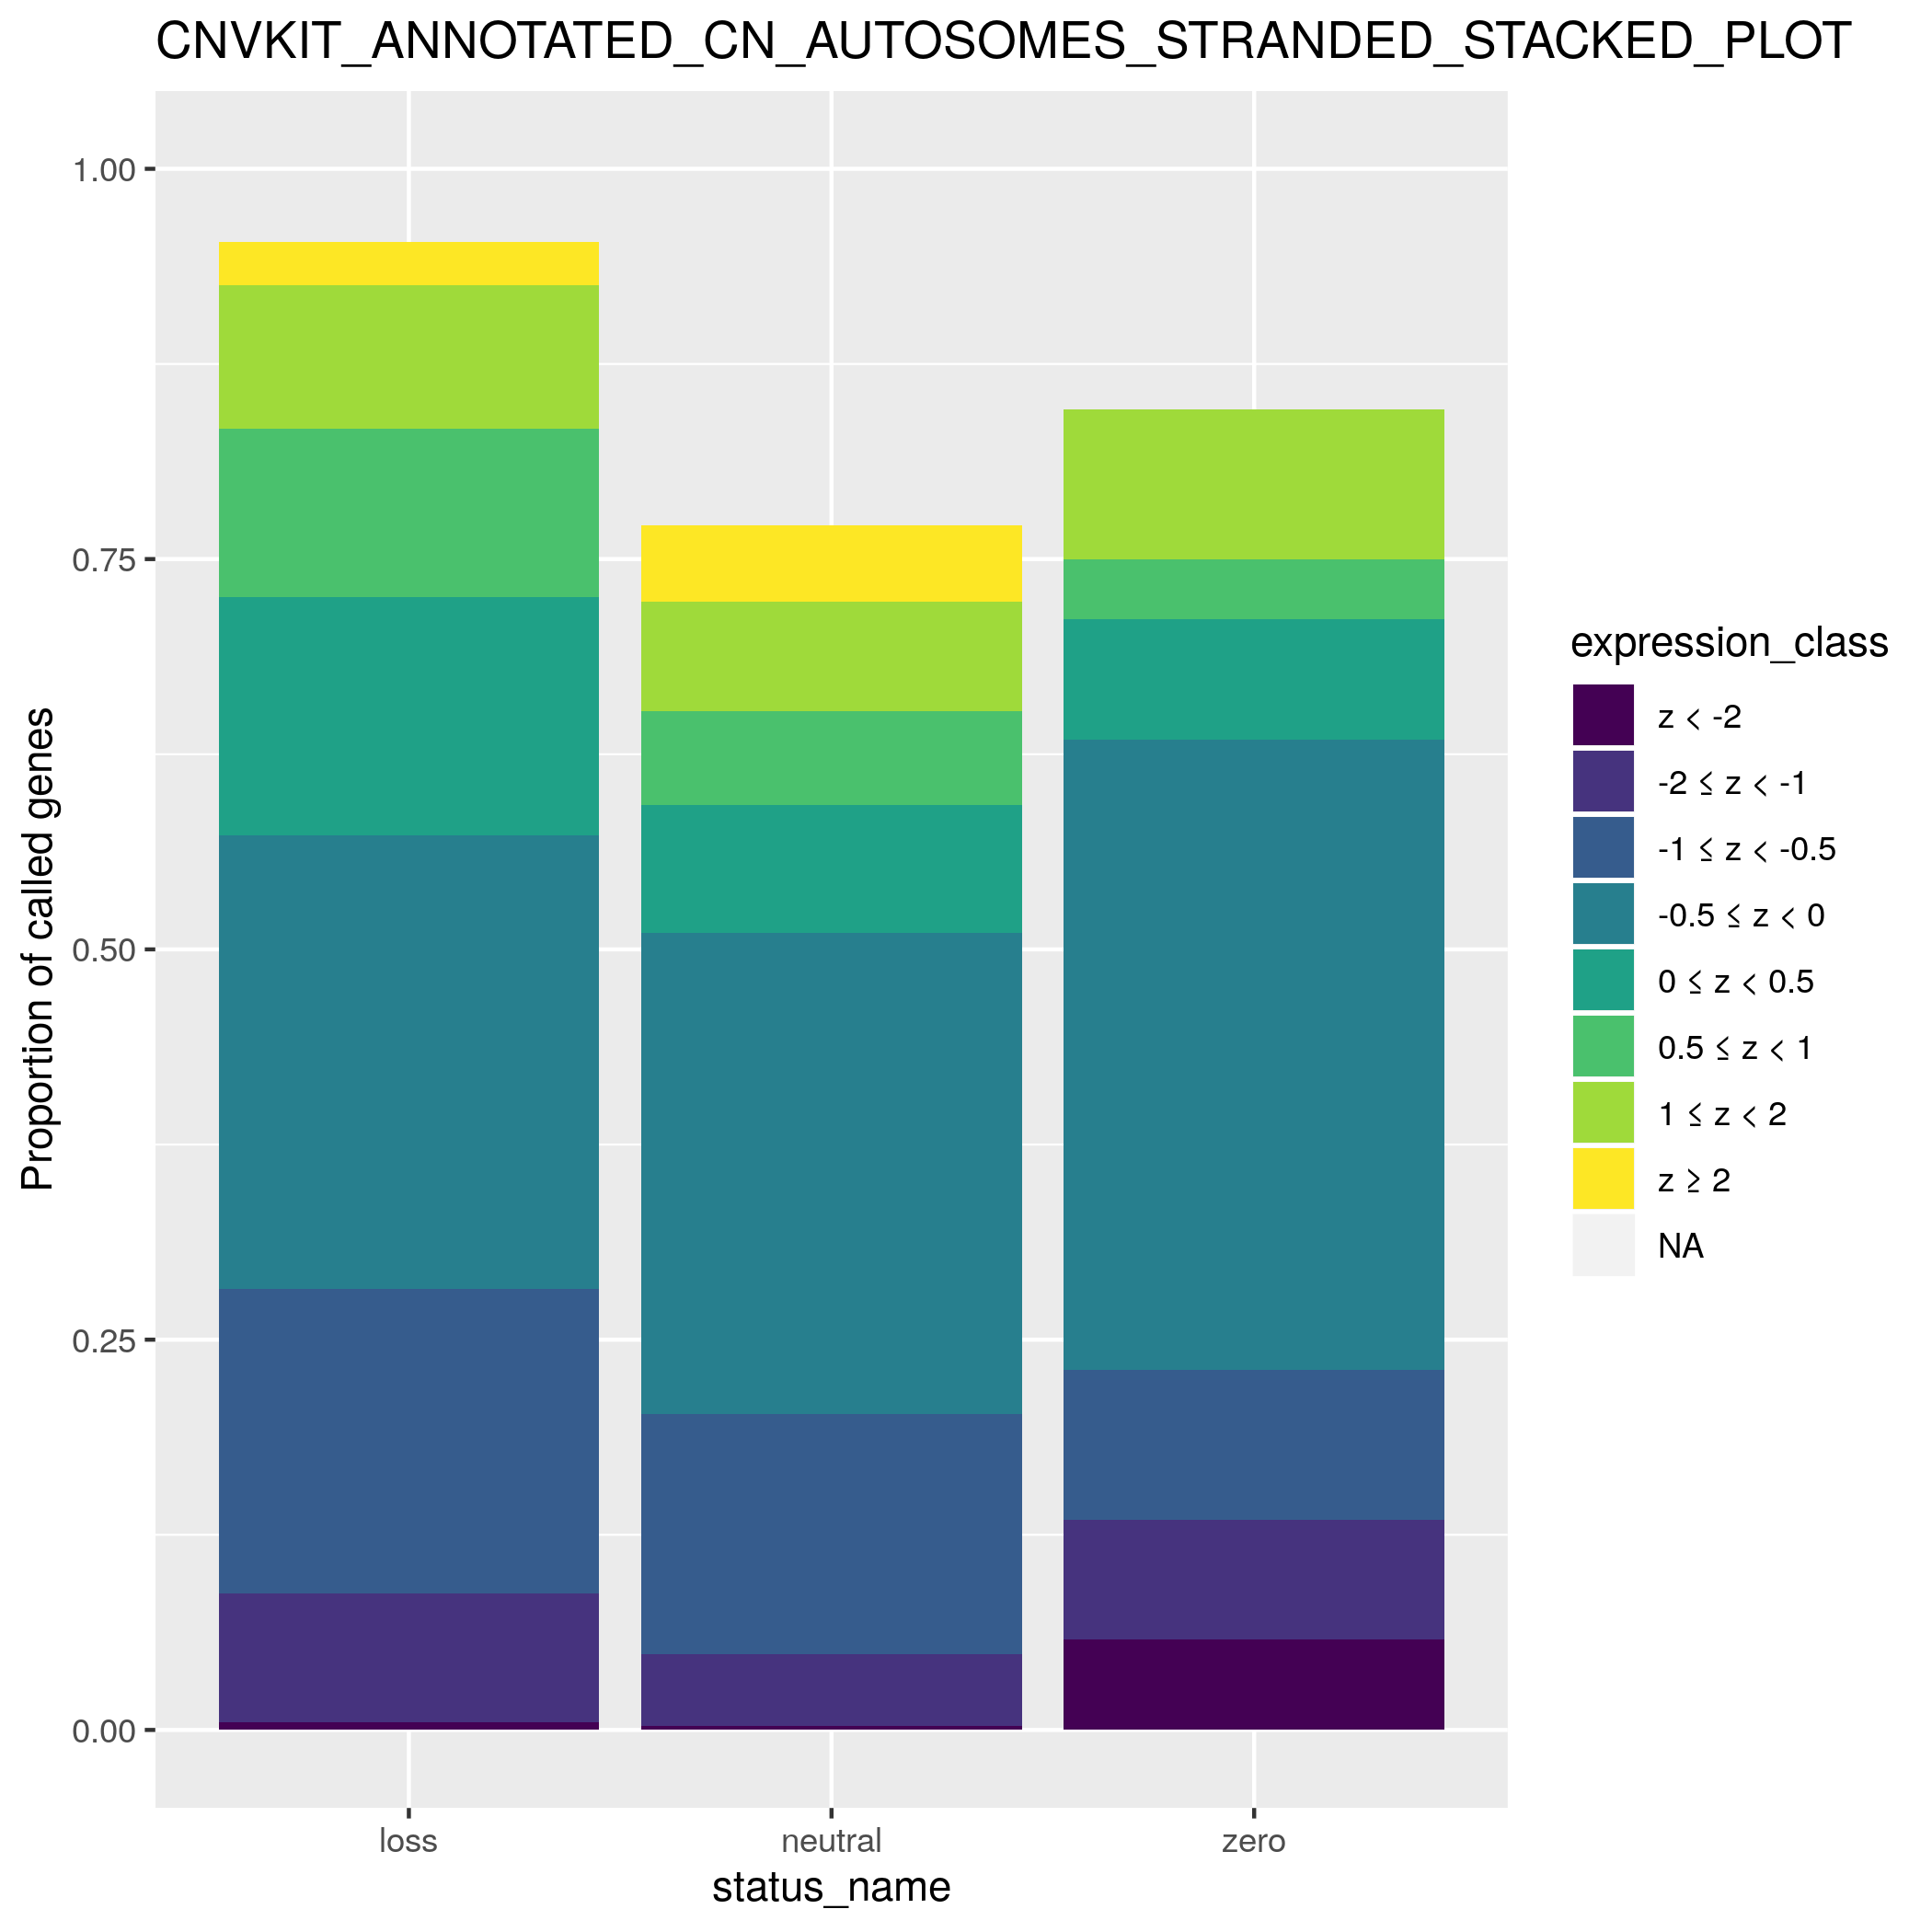 CNVKIT_ANNOTATED_CN_AUTOSOMES_STRANDED_STACKED_PLOT
Proportion of called genes
1.00
0.75
0.50
0.25
0.00
loss
neutral
zero
status_name
expression_class
z < -2
-2 ≤ z < -1
-1 ≤ z < -0.5
-0.5 ≤ z < 0
0 ≤ z < 0.5
0.5 ≤ z < 1
1 ≤ z < 2
z ≥ 2
NA